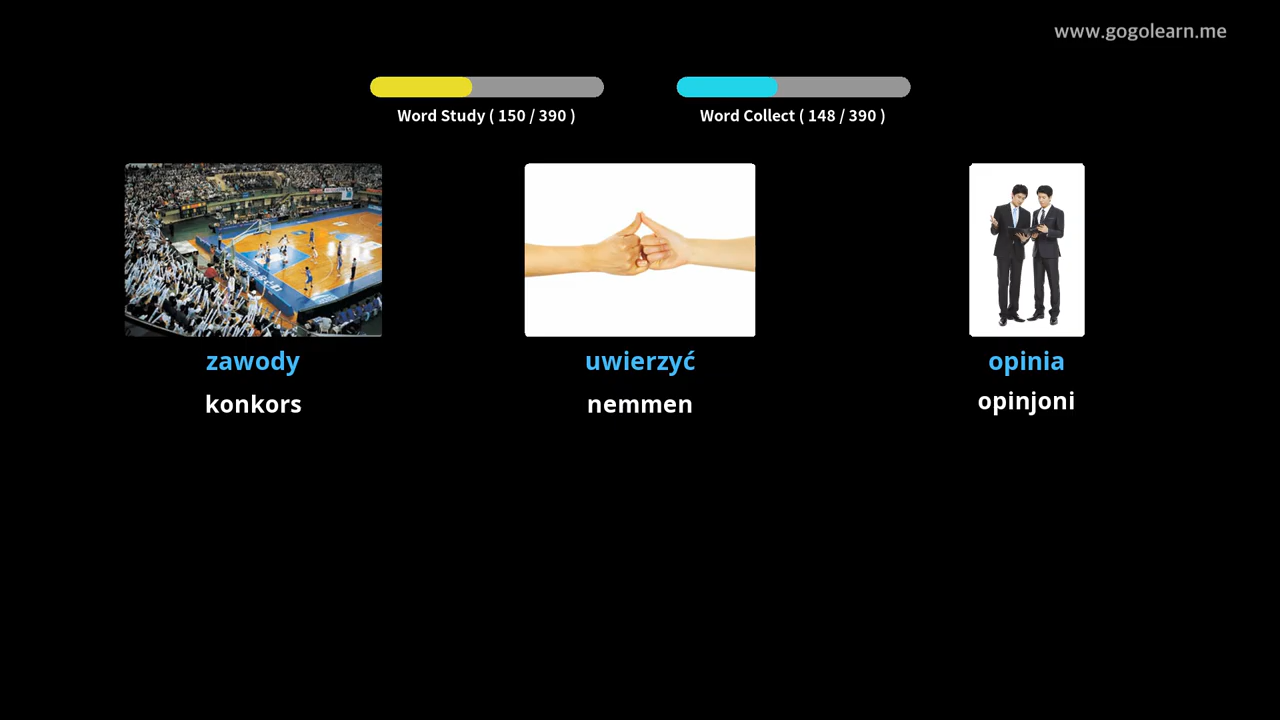 www.gogolearn.me
Word Study ( 150 / 390 )
Word Collect ( 148 / 390 )
zawody
uwierzyć
opinia
konkors
nemmen
opinjoni